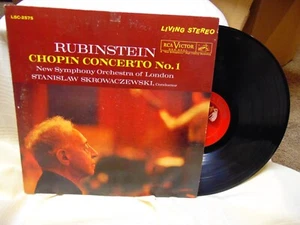 LSC-2575
LIVING STEREO
RUBINSTEIN
RCA VICTOR
CHOPIN CONCERTO No. 1
New Symphony Orchestra of London
STANISLAW SKROWACZEWSKI, Conductor